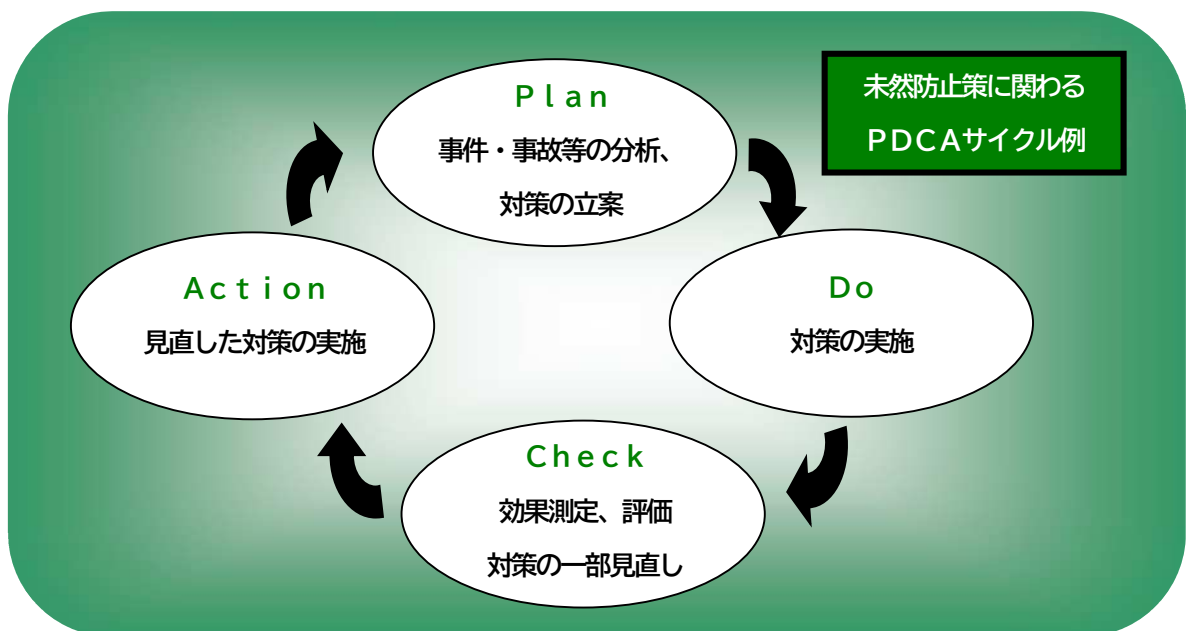 未然防止策に関わる
ＰＤＣＡサイクル例
Ｐｌａｎ
事件・事故等の分析、
対策の立案
Ｄｏ
対策の実施
Ｃｈｅｃｋ
効果測定、評価
対策の一部見直し
Ａｃｔｉｏｎ
見直した対策の実施